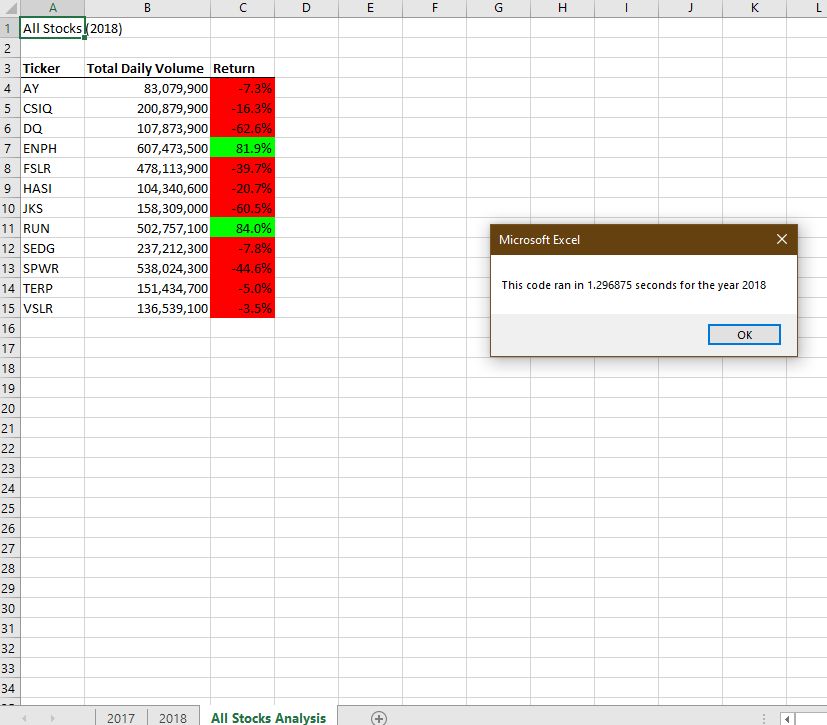 A B C D E F G H I J K L
1 All Stocks (2018)
2
3 Ticker Total Daily Volume Return
4 AY 83,079,900 -7.3%
5 CSIQ 200,879,900 -16.3%
6 DQ 107,873,900 -62.6%
7 ENPH 607,473,500 81.9%
8 FSLR 478,113,900 -39.7%
9 HASI 104,340,600 -20.7%
10 JKS 158,309,000 -60.5%
11 RUN 502,757,100 84.0%
12 SEDG 237,212,300 -7.8%
13 SPWR 538,024,300 -44.6%
14 TERP 151,434,700 -5.0%
15 VSLR 136,539,100 -3.5%
16
17
18
19
20
21
22
23
24
25
26
27
28
29
30
31
32
33
34
Microsoft Excel
This code ran in 1.296875 seconds for the year 2018
OK
2017 2018 All Stocks Analysis